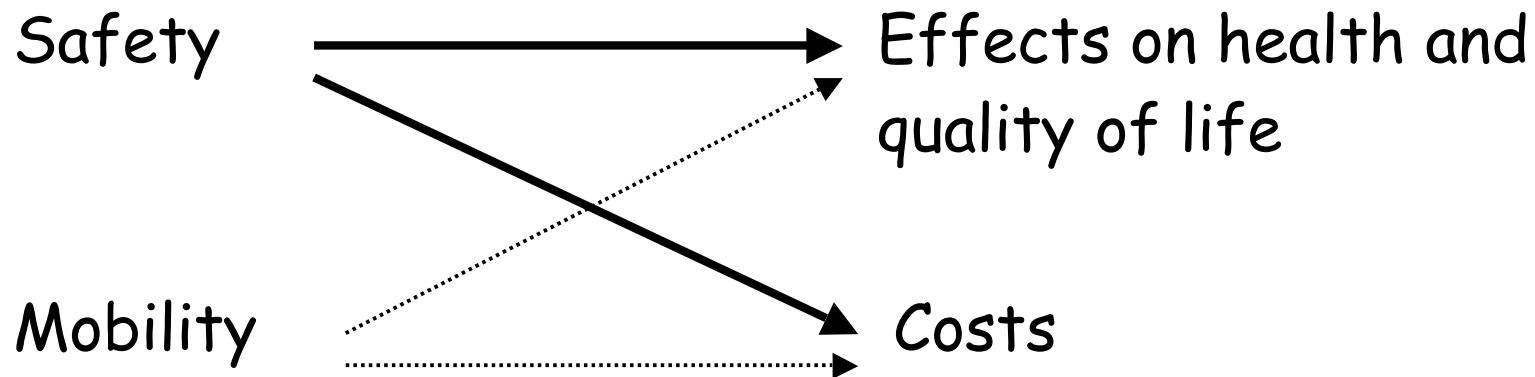 Safety
Effects on health and
quality of life
Mobility
Costs